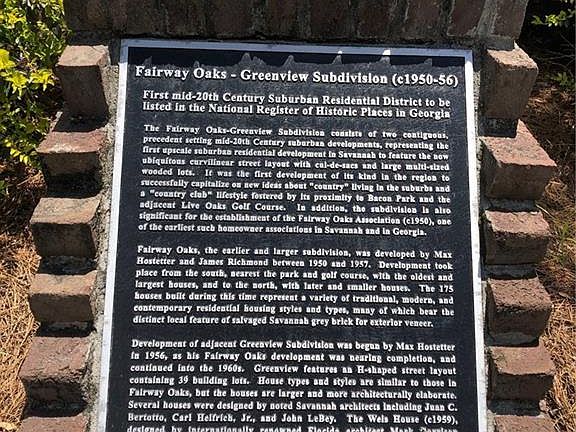 Fairway Oaks - Greenview Subdivision (c1950-56)
First mid-20th Century Suburban Residential District to be
listed in the National Register of Historic Places in Georgia
The Fairway Oaks-Greenview Subdivision consists of two contiguous,
precedent setting mid-20th Century suburban developments, representing the
first upscale suburban residential development in Savannah to feature the now
ubiquitous curvilinear street layout with cul-de-sacs and large multi-sized
wooded lots. It was the first development of its kind in the region to
successfully capitalize on new ideas about "country" living in the suburbs and
a "country club" lifestyle fostered by its proximity to Bacon Park and the
adjacent Live Oaks Golf Course. In addition, the subdivision is also
significant for the establishment of the Fairway Oaks Association (c1950), one
of the earliest such homeowner associations in Savannah and in Georgia.
Fairway Oaks, the earlier and larger subdivision, was developed by Max
Hostetter and James Richmond between 1950 and 1957. Development took
place from the south, nearest the park and golf course, with the oldest and
largest houses, and to the north, with later and smaller houses. The 175
houses built during this time represent a variety of traditional, modern, and
contemporary residential housing styles and types, many of which bear the
distinct local feature of salvaged Savannah grey brick for exterior veneer.
Development of adjacent Greenview Subdivision was begun by Max Hostetter
in 1956, as his Fairway Oaks development was nearing completion, and
continued into the 1960s. Greenview features an H-shaped street layout
containing 39 building lots. House types and styles are similar to those in
Fairway Oaks, but the houses are larger and more architecturally elaborate.
Several houses were designed by noted Savannah architects including Juan C.
Bertotto, Carl Helfrich, Jr., and John LeBey. The Weis House (c1959),
designed by internationally renowned Florida architect Mark